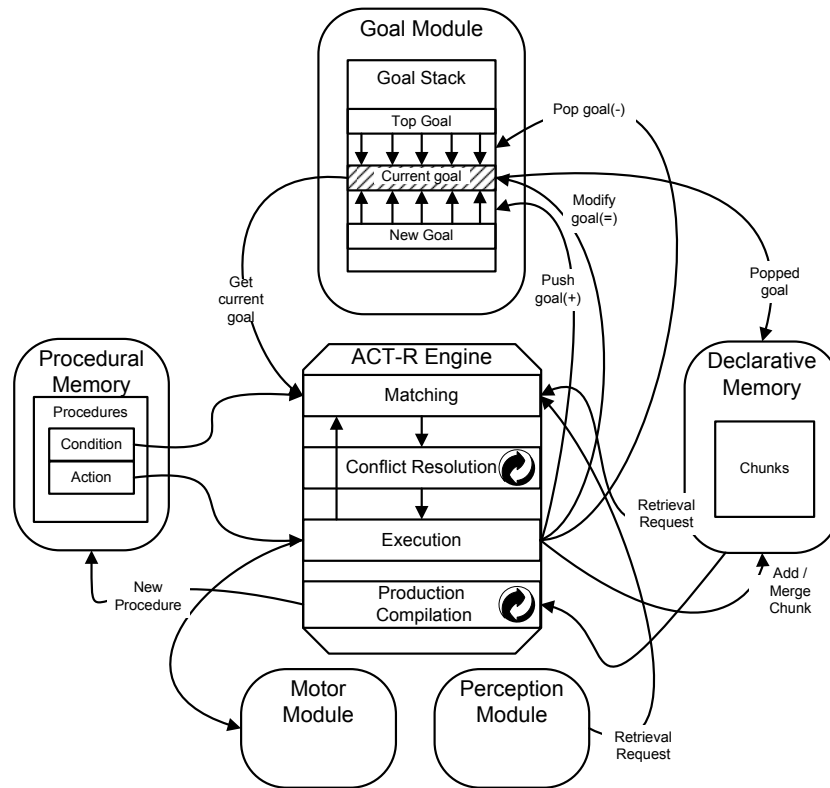 Goal Module
Goal Stack
Top Goal
Current goal
New Goal
Pop goal(-)
Modify
goal(=)
Push
goal(+)
Get
current
goal
Popped
goal
Procedural
Memory
Procedures
Condition
Action
ACT-R Engine
Matching
Conflict Resolution
Execution
Production
Compilation
Declarative
Memory
Chunks
Retrieval
Request
Add /
Merge
Chunk
New
Procedure
Motor
Module
Perception
Module
Retrieval
Request